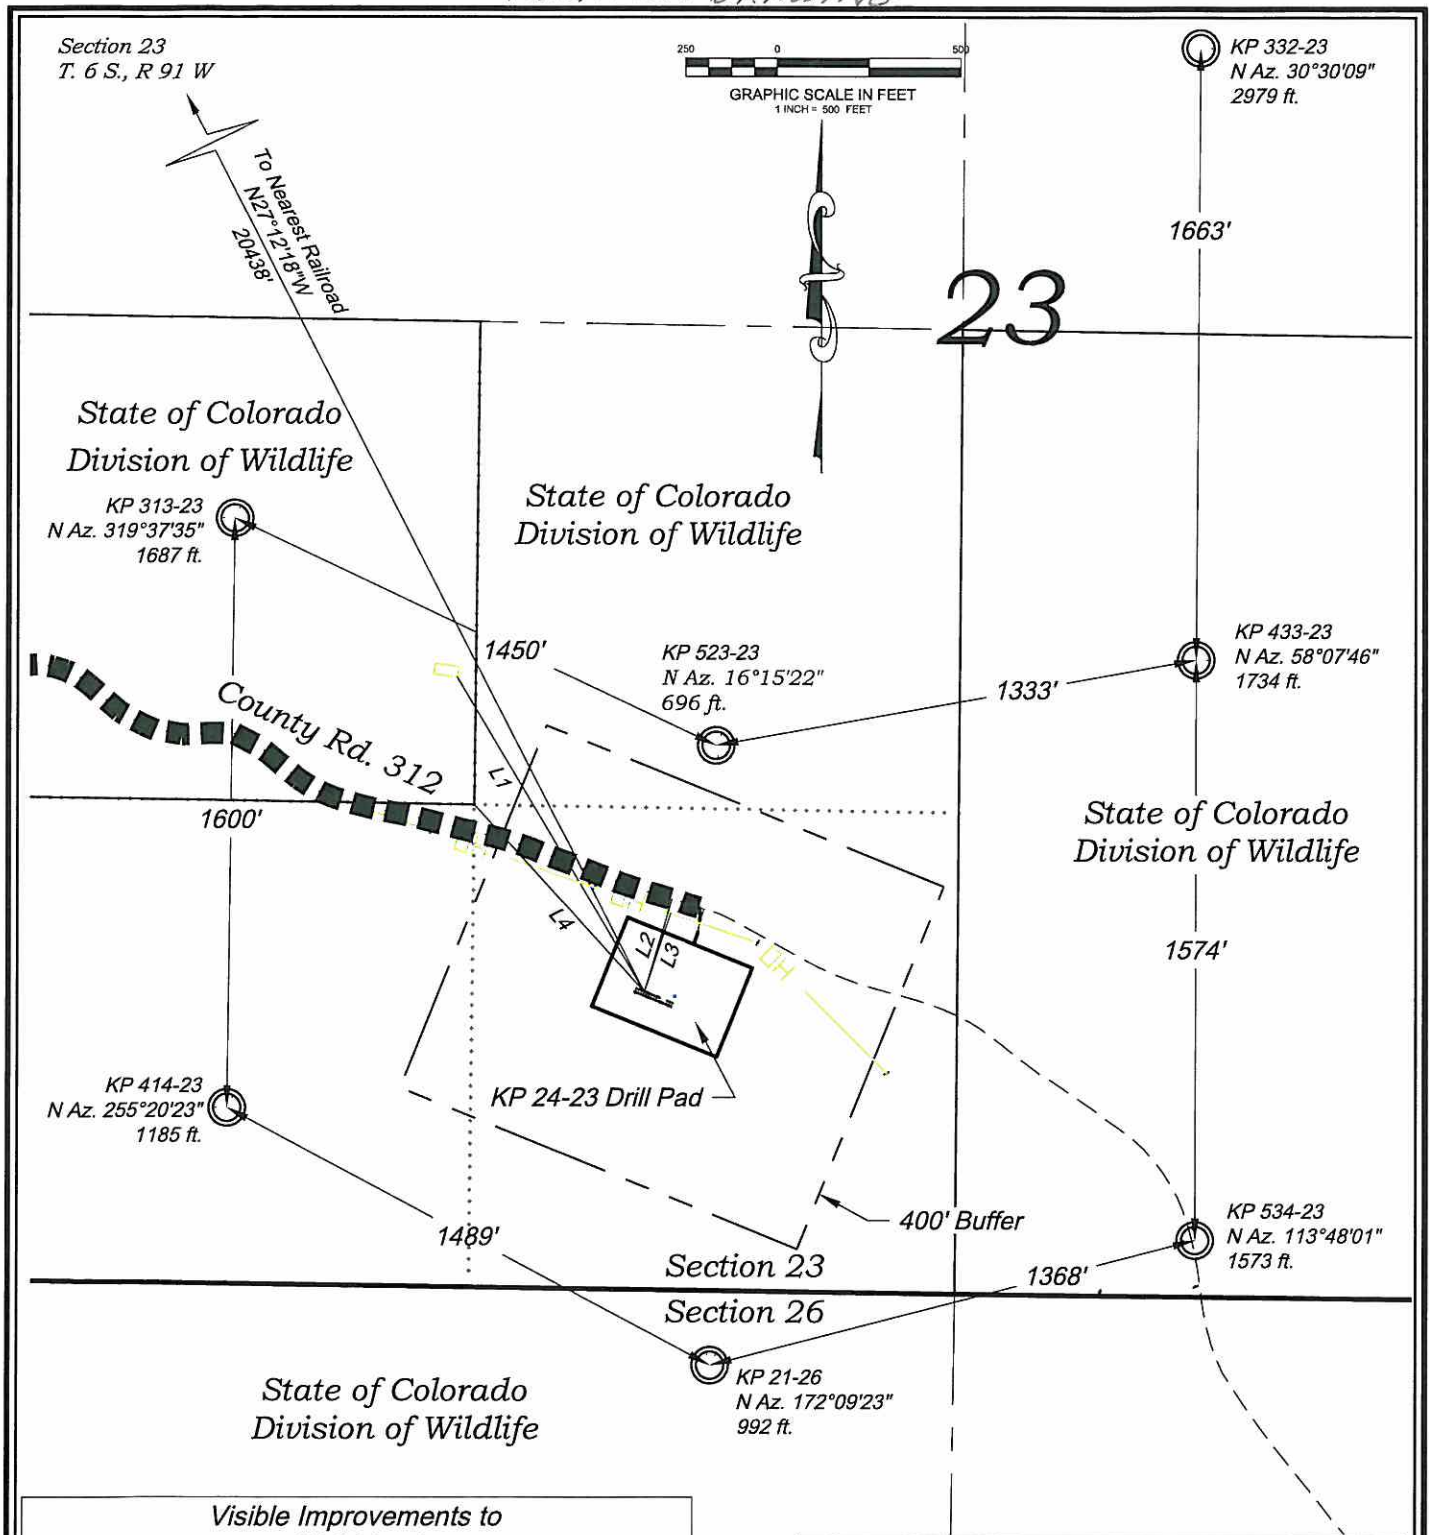 Section 23
T. 6 S., R 91 W
250 0 500
GRAPHIC SCALE IN FEET
1 INCH = 500 FEET
KP 332-23
N Az. 30°30'09"
2979 ft.
To Nearest Railroad
N27°12'18"W
20438'
1663'
23
State of Colorado
Division of Wildlife
KP 313-23
N Az. 319°37'35"
1687 ft.
State of Colorado
Division of Wildlife
1450'
KP 523-23
N Az. 16°15'22"
696 ft.
1333'
KP 433-23
N Az. 58°07'46"
1734 ft.
County Rd. 312
L1
1600'
State of Colorado
Division of Wildlife
OH
OH
L4
L2
L3
OH
1574'
KP 414-23
N Az. 255°20'23"
1185 ft.
KP 24-23 Drill Pad
1489'
400' Buffer
KP 534-23
N Az. 113°48'01"
1573 ft.
Section 23
1368'
Section 26
KP 21-26
N Az. 172°09'23"
992 ft.
State of Colorado
Division of Wildlife
Visible Improvements to